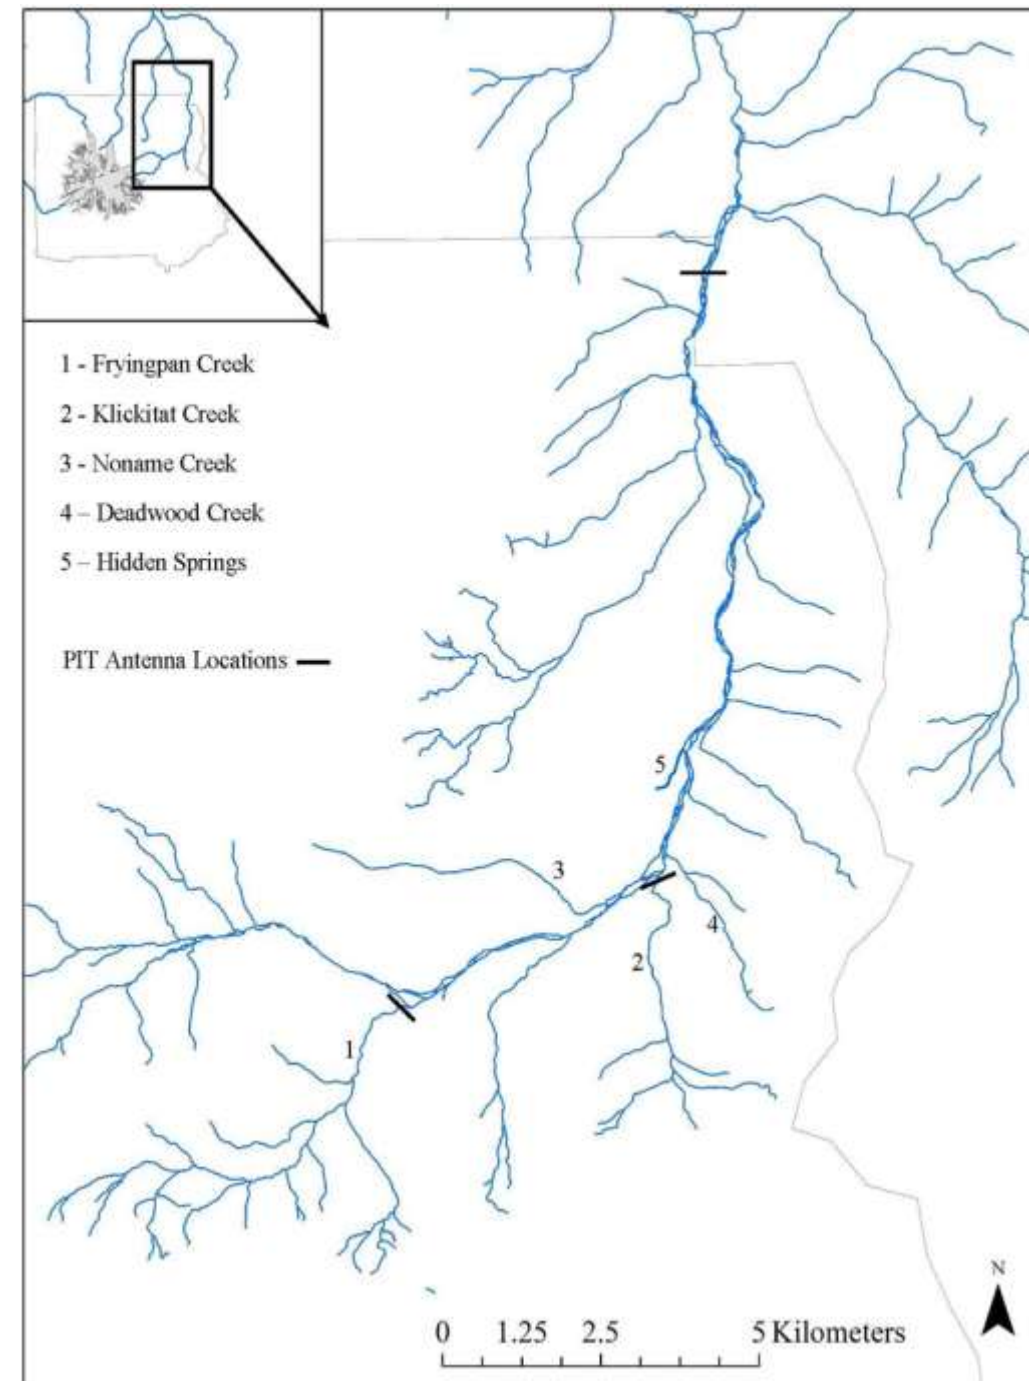 1 - Fryingpan Creek
2 - Klickitat Creek
3 - Noname Creek
4 – Deadwood Creek
5 – Hidden Springs
PIT Antenna Locations
5
3
4
2
1
N
0 1.25 2.5 5 Kilometers